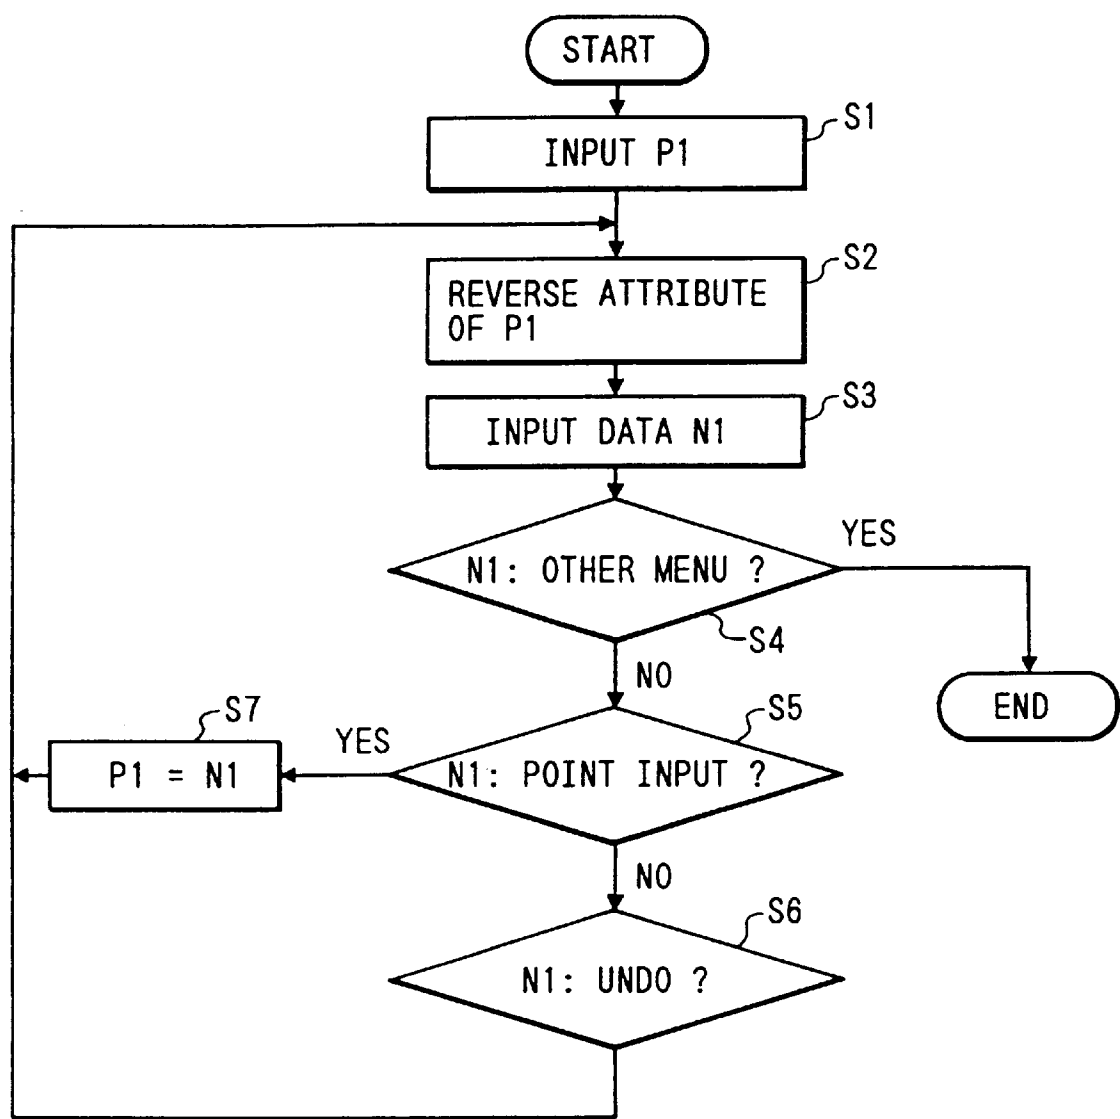 START
S1
INPUT P1
S2
REVERSE ATTRIBUTE
OF P1
S3
INPUT DATA N1
YES
N1: OTHER MENU ?
S4
NO
END
S7
S5
YES
P1 = N1
N1: POINT INPUT ?
NO
S6
N1: UNDO ?